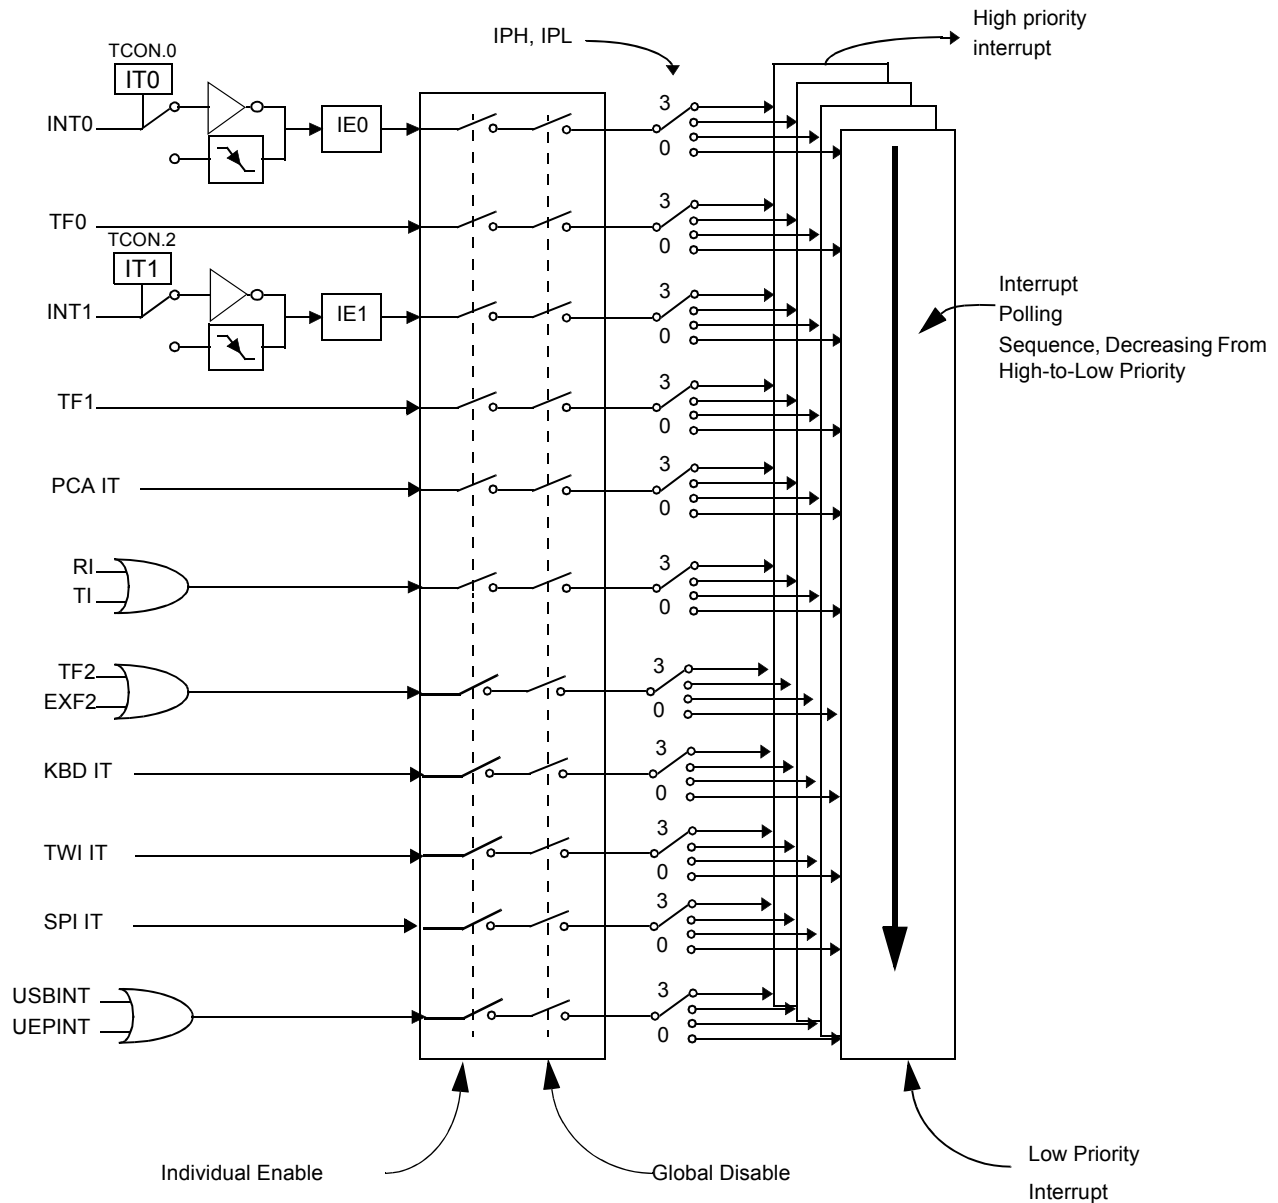 High priority
interrupt
IPH, IPL
TCON.0
IT0
INT0
IE0
3
0
TF0
3
0
TCON.2
IT1
INT1
IE1
3
0
Interrupt
Polling
Sequence, Decreasing From
High-to-Low Priority
TF1
3
0
PCA IT
3
0
RI
TI
3
0
TF2
EXF2
3
0
KBD IT
3
0
TWI IT
3
0
SPI IT
3
0
USBINT
UEPINT
3
0
Individual Enable
Global Disable
Low Priority
Interrupt